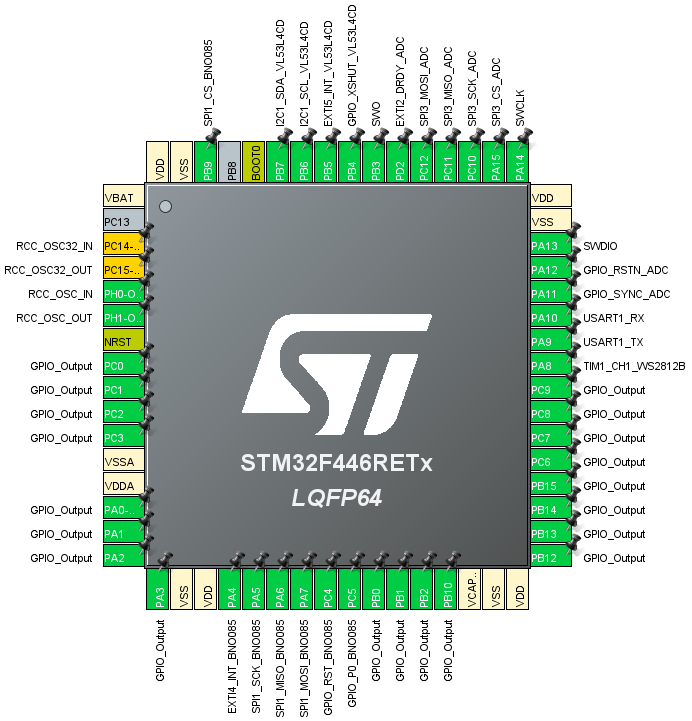 SPI1_CS_BNO085
I2C1_SDA_VL53L4CD
I2C1_SCL_VL53L4CD
EXTI5_INT_VL53L4CD
GPIO_XSHUT_VL53L4CD
SWO
EXTI2_DRDY_ADC
SPI3_MOSI_ADC
SPI3_MISO_ADC
SPI3_SCK_ADC
SPI3_CS_ADC
SWCLK
VDD
VSS
PB9
PB8
BOOT0
PB7
PB6
PB5
PB4
PB3
PD2
PC12
PC11
PC10
PA15
PA14
VBAT
PC13
RCC_OSC32_IN PC14-..
RCC_OSC32_OUT PC15-..
RCC_OSC_IN PH0-O..
RCC_OSC_OUT PH1-O..
NRST
GPIO_Output PC0
GPIO_Output PC1
GPIO_Output PC2
GPIO_Output PC3
VSSA
VDDA
GPIO_Output PA0-..
GPIO_Output PA1
GPIO_Output PA2
ST
STM32F446RETx
LQFP64
VDD
VSS
PA13 SWDIO
PA12 GPIO_RSTN_ADC
PA11 GPIO_SYNC_ADC
PA10 USART1_RX
PA9 USART1_TX
PA8 TIM1_CH1_WS2812B
PC9 GPIO_Output
PC8 GPIO_Output
PC7 GPIO_Output
PC6 GPIO_Output
PB15 GPIO_Output
PB14 GPIO_Output
PB13 GPIO_Output
PB12 GPIO_Output
PA3
VSS
VDD
PA4
PA5
PA6
PA7
PC4
PC5
PB0
PB1
PB2
PB10
VCAP..
VSS
VDD
GPIO_Output
EXTI4_INT_BNO085
SPI1_SCK_BNO085
SPI1_MISO_BNO085
SPI1_MOSI_BNO085
GPIO_RST_BNO085
GPIO_P0_BNO085
GPIO_Output
GPIO_Output
GPIO_Output
GPIO_Output